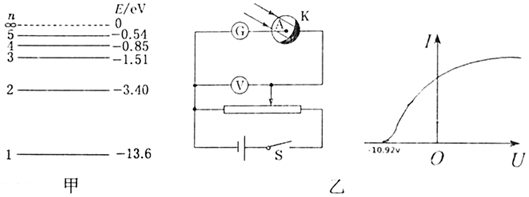 n E/eV
∞ 0
5 -0.54
4 -0.85
3 -1.51
2 -3.40
1 -13.6
甲
A K
G
V
S
乙
I
-10.92v O U